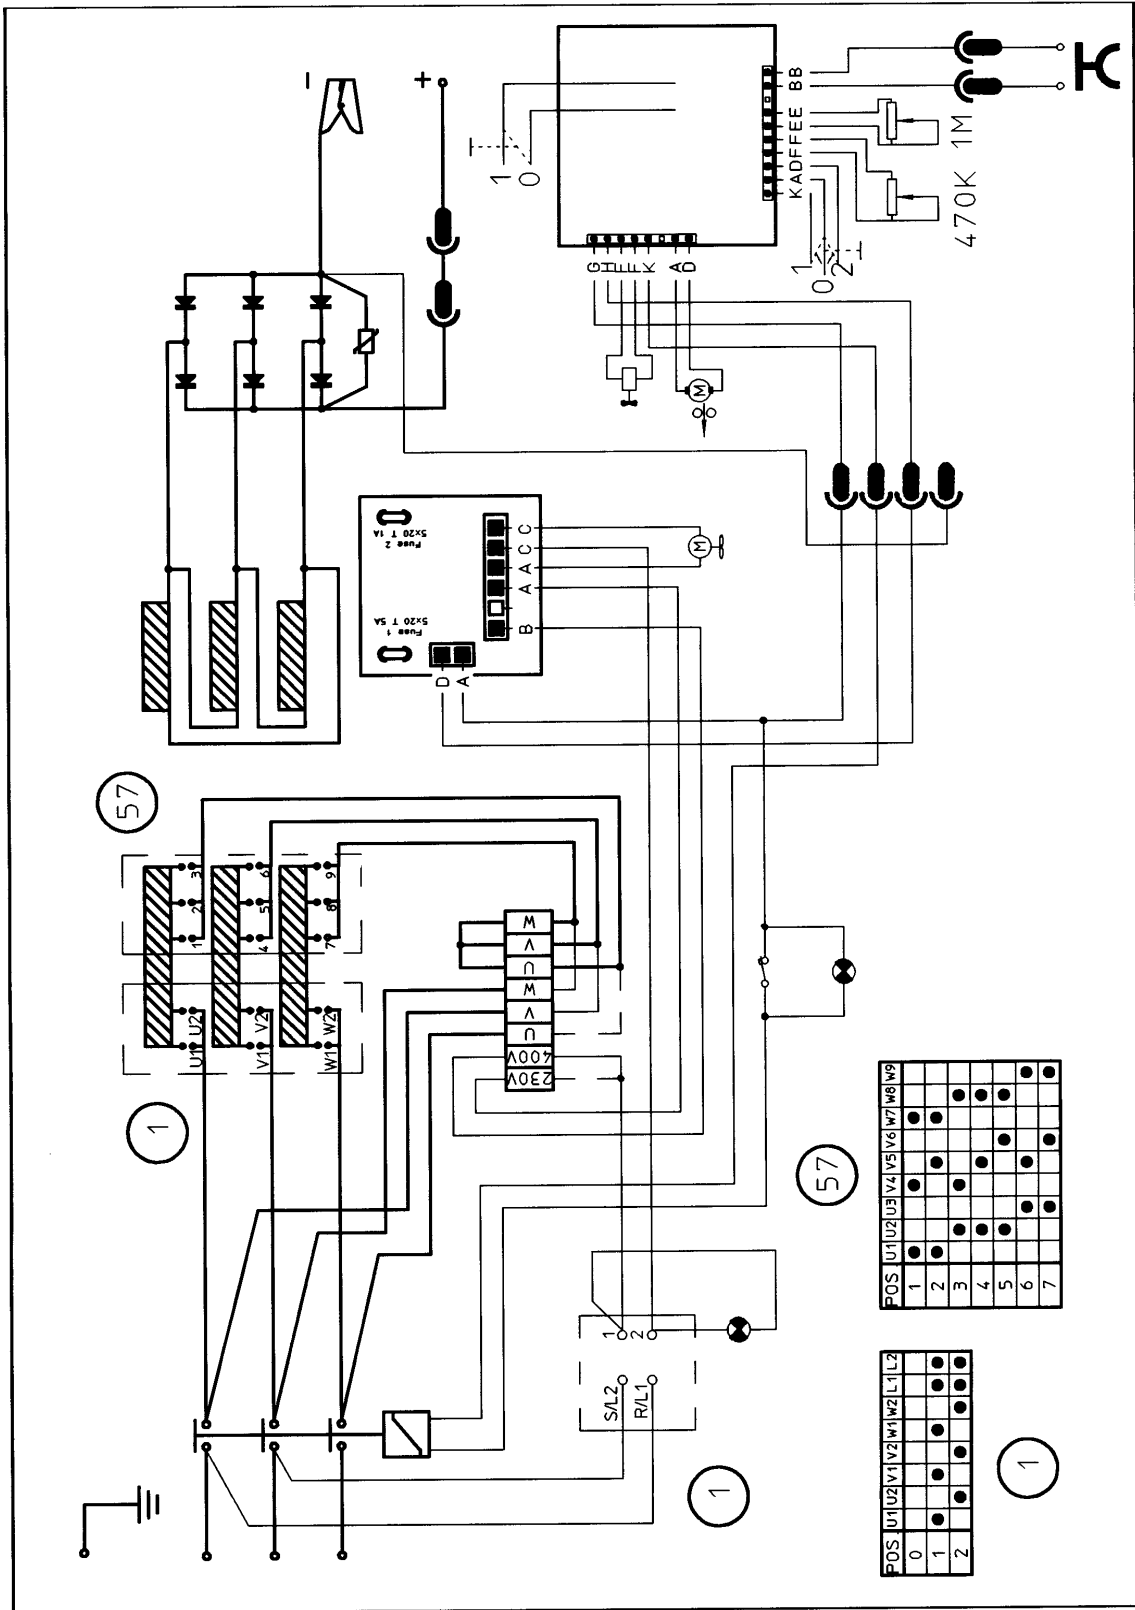 −
+
1
0
BB
KADFFEE
1M
470K
1
0
2
G
H
E
F
K
A
D
M
M
Fuse 2
5x20 T 1A
Fuse 1
5x20 T 5A
C
C
A
A
B
D
A
57
1
2
3
4
5
6
7
8
9
U1
U2
V1
V2
W1
W2
1
W
V
U
W
V
U
400V
230V
1
2
S/L2
R/L1
1
57
POS U1 U2 U3 V4 V5 V6 W7 W8 W9
1
2
3
4
5
6
7
POS U1 U2 V1 V2 W1 W2 L1 L2
0
1
2
1